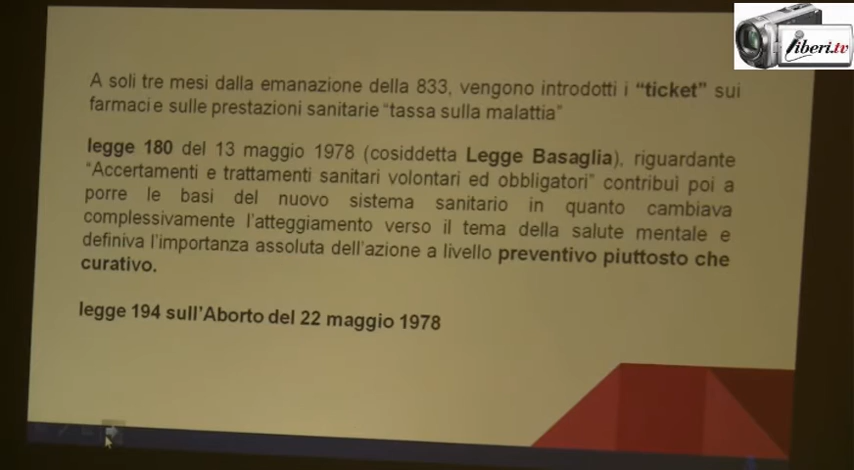 liberi.tv
A soli tre mesi dalla emanazione della 833, vengono introdotti i “ticket” sui
farmaci e sulle prestazioni sanitarie “tassa sulla malattia”
legge 180 del 13 maggio 1978 (cosiddetta Legge Basaglia), riguardante
“Accertamenti e trattamenti sanitari volontari ed obbligatori” contribuì poi a
porre le basi del nuovo sistema sanitario in quanto cambiava
complessivamente l’atteggiamento verso il tema della salute mentale e
definiva l’importanza assoluta dell’azione a livello preventivo piuttosto che
curativo.
legge 194 sull’Aborto del 22 maggio 1978